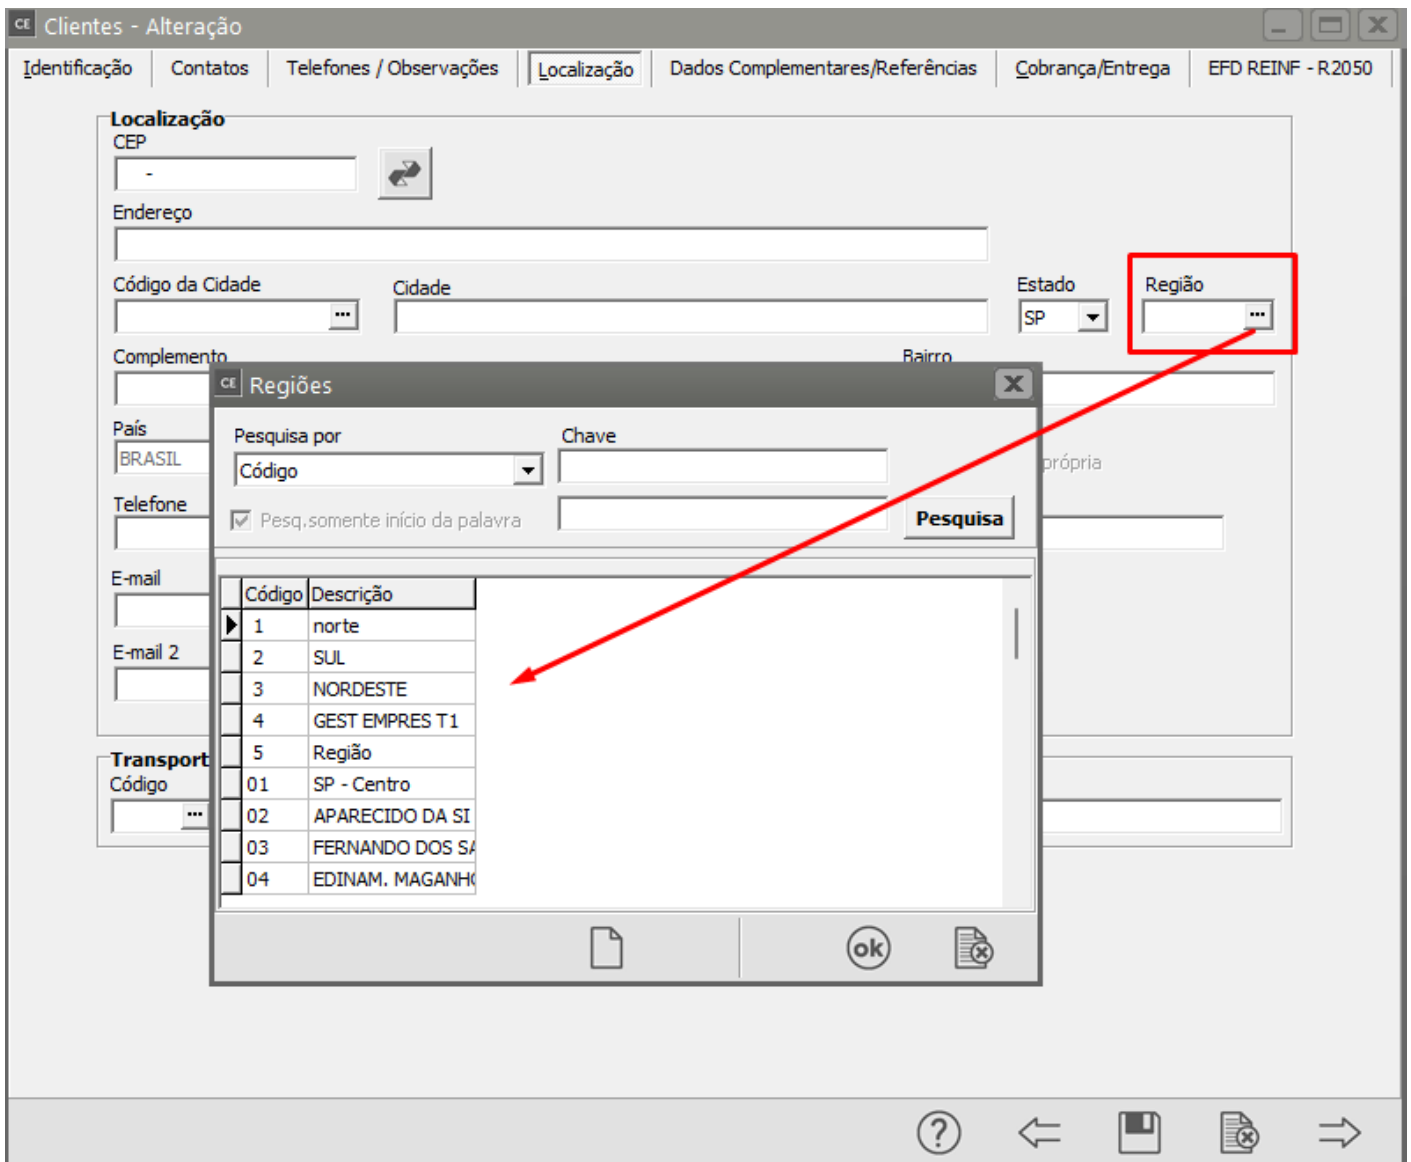 CE Clientes - Alteração
Identificação Contatos Telefones / Observações Localização Dados Complementares/Referências Cobrança/Entrega EFD REINF - R2050
Localização
CEP
-
Endereço
Código da Cidade Cidade Estado Região
... SP ...
Complemento Bairro
CE Regiões
País
BRASIL
Pesquisa por Chave
Código
própria
Telefone
Pesq.somente início da palavra Pesquisa
E-mail
Código Descrição
1 norte
E-mail 2
2 SUL
3 NORDESTE
4 GEST EMPRES T1
5 Região
Transport
Código
...
01 SP - Centro
02 APARECIDO DA SI
03 FERNANDO DOS SA
04 EDINAM. MAGANHO
ok
?